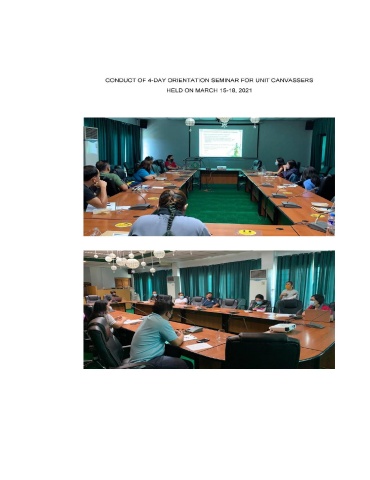 CONDUCT OF 4-DAY ORIENTATION SEMINAR FOR UNIT CANVASSERS
HELD ON MARCH 15-18, 2021